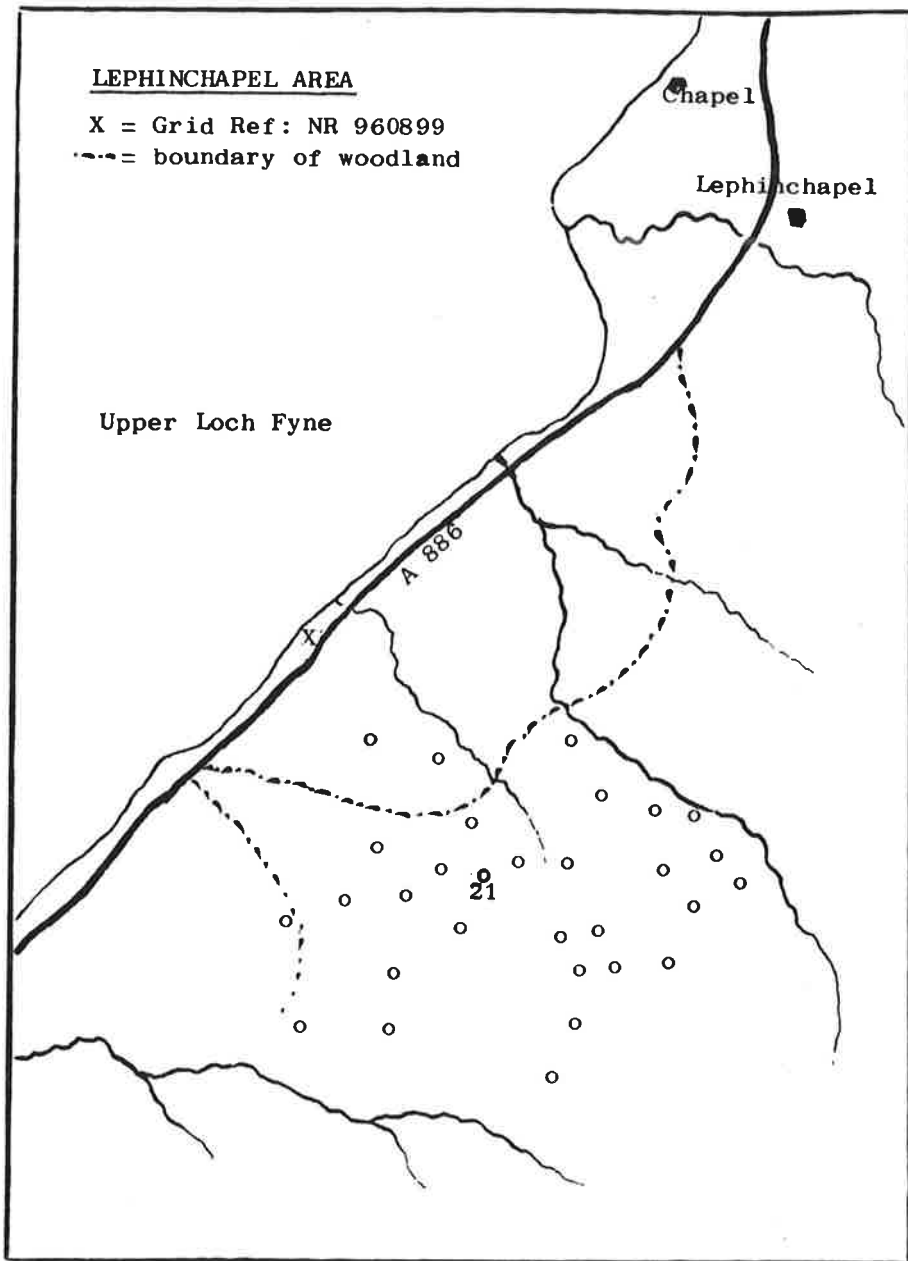 LEPHINCHAPEL AREA
X = Grid Ref: NR 960899
= boundary of woodland
Chapel
Lephinchapel
Upper Loch Fyne
A 886
X
21